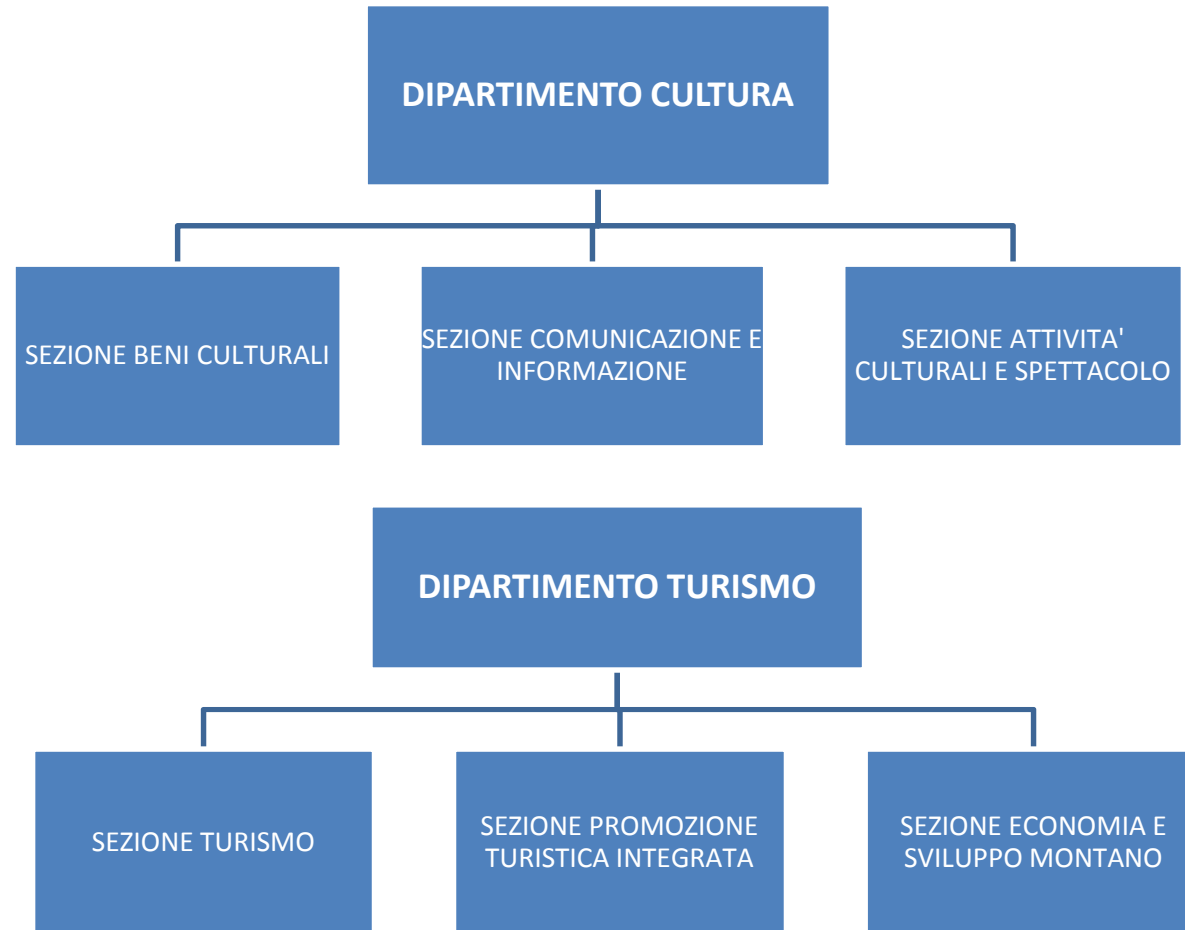 DIPARTIMENTO CULTURA
SEZIONE BENI CULTURALI
SEZIONE COMUNICAZIONE E
INFORMAZIONE
SEZIONE ATTIVITA'
CULTURALI E SPETTACOLO
DIPARTIMENTO TURISMO
SEZIONE TURISMO
SEZIONE PROMOZIONE
TURISTICA INTEGRATA
SEZIONE ECONOMIA E
SVILUPPO MONTANO